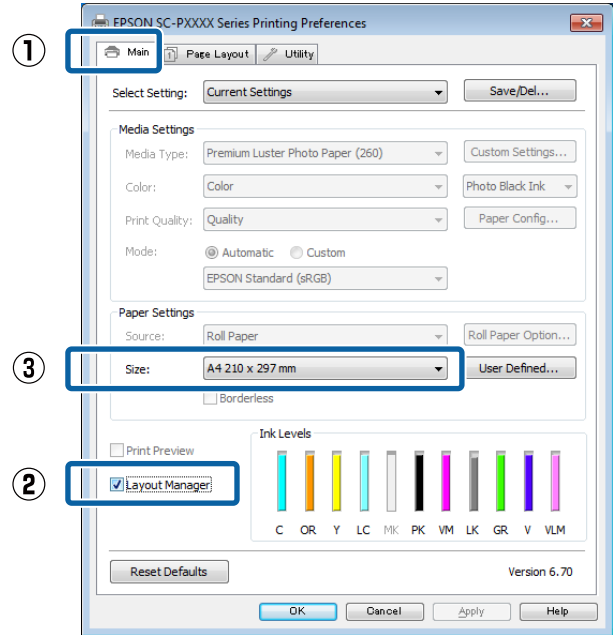 EPSON SC-PXXXX Series Printing Preferences
① Main Page Layout Utility
Select Setting: Current Settings Save/Del...
Media Settings
Media Type: Premium Luster Photo Paper (260) Custom Settings...
Color: Color Photo Black Ink
Print Quality: Quality Paper Config...
Mode: Automatic Custom
EPSON Standard (sRGB)
Paper Settings
Source: Roll Paper Roll Paper Option...
③ Size: A4 210 x 297 mm User Defined...
Borderless
Ink Levels
Print Preview
② Layout Manager
C OR Y LC MK PK VM LK GR V VLM
Reset Defaults Version 6.70
OK Cancel Apply Help